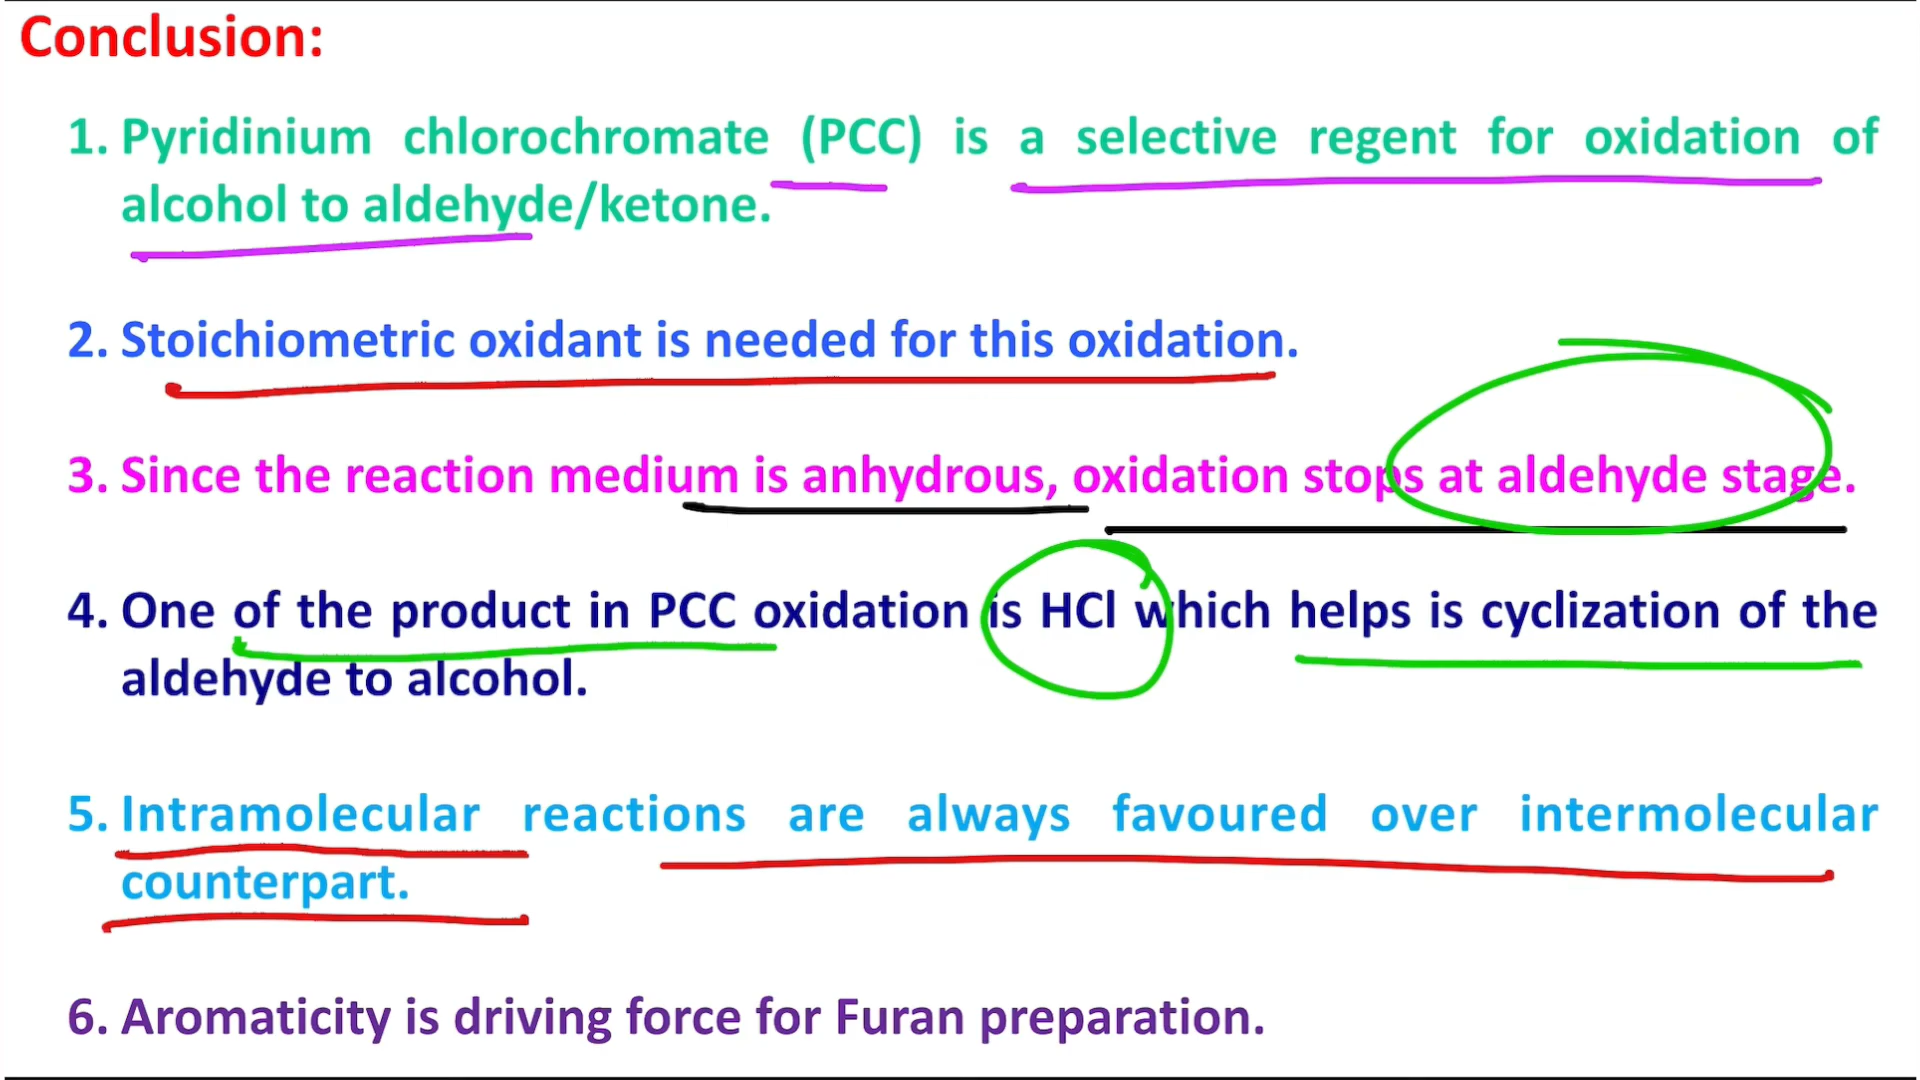 Conclusion:
1. Pyridinium chlorochromate (PCC) is a selective regent for oxidation of
alcohol to aldehyde/ketone.
2. Stoichiometric oxidant is needed for this oxidation.
3. Since the reaction medium is anhydrous, oxidation stops at aldehyde stage.
4. One of the product in PCC oxidation is HCl which helps is cyclization of the
aldehyde to alcohol.
5. Intramolecular reactions are always favoured over intermolecular
counterpart.
6. Aromaticity is driving force for Furan preparation.